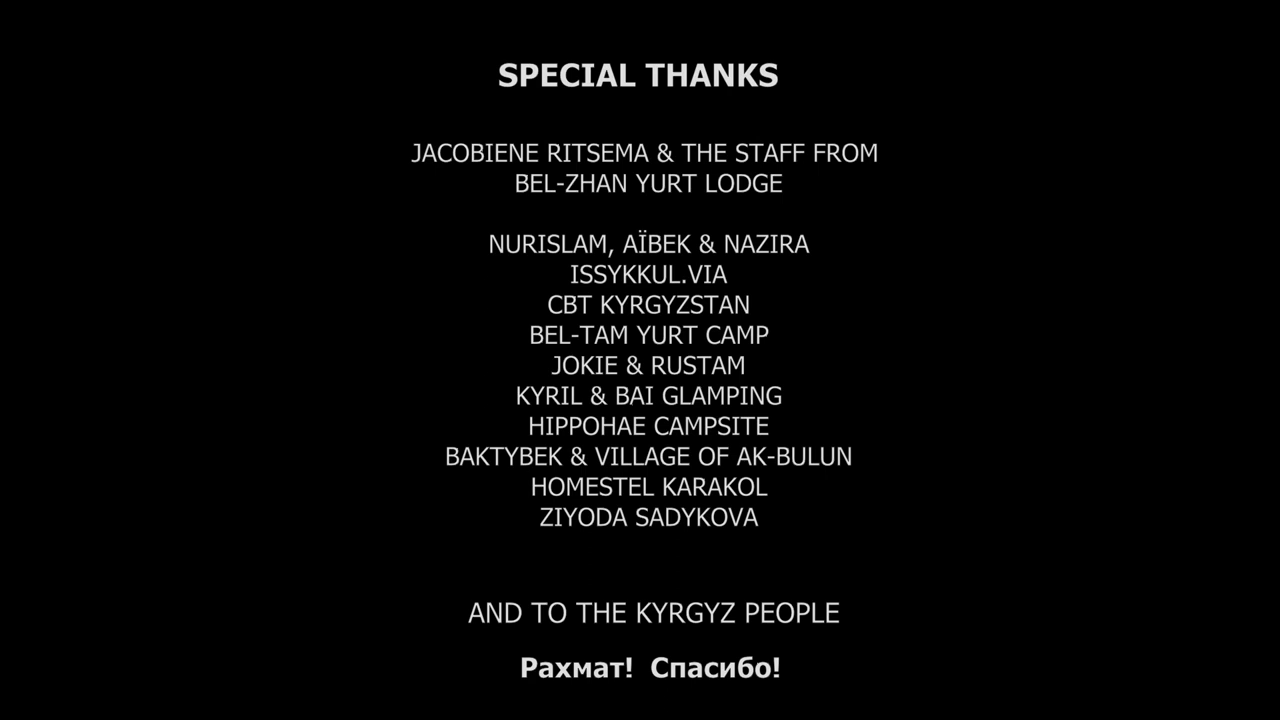 SPECIAL THANKS
JACOBIENE RITSEMA & THE STAFF FROM
BEL-ZHAN YURT LODGE
NURISLAM, AÏBEK & NAZIRA
ISSYKKUL.VIA
CBT KYRGYZSTAN
BEL-TAM YURT CAMP
JOKIE & RUSTAM
KYRIL & BAI GLAMPING
HIPPOHAE CAMPSITE
BAKTYBEK & VILLAGE OF AK-BULUN
HOMESTEL KARAKOL
ZIYODA SADYKOVA
AND TO THE KYRGYZ PEOPLE
Рахмат! Спасибо!